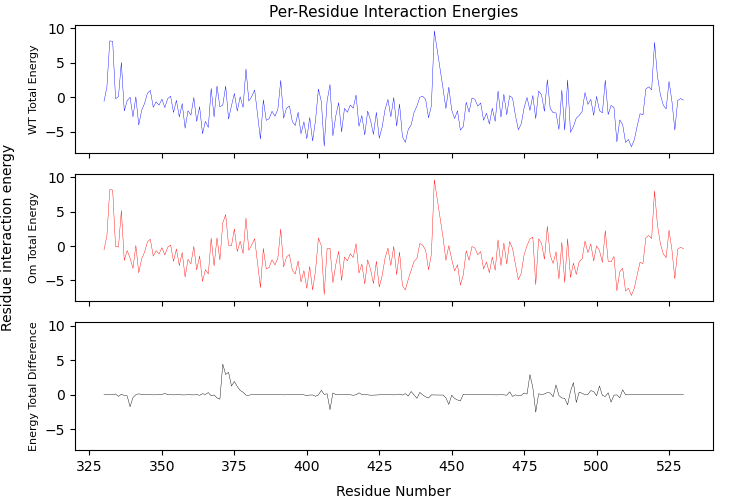 Per-Residue Interaction Energies
10
5
0
−5
WT Total Energy
10
5
0
−5
Om Total Energy
Residue interaction energy
10
5
0
−5
Energy Total Difference
325 350 375 400 425 450 475 500 525
Residue Number